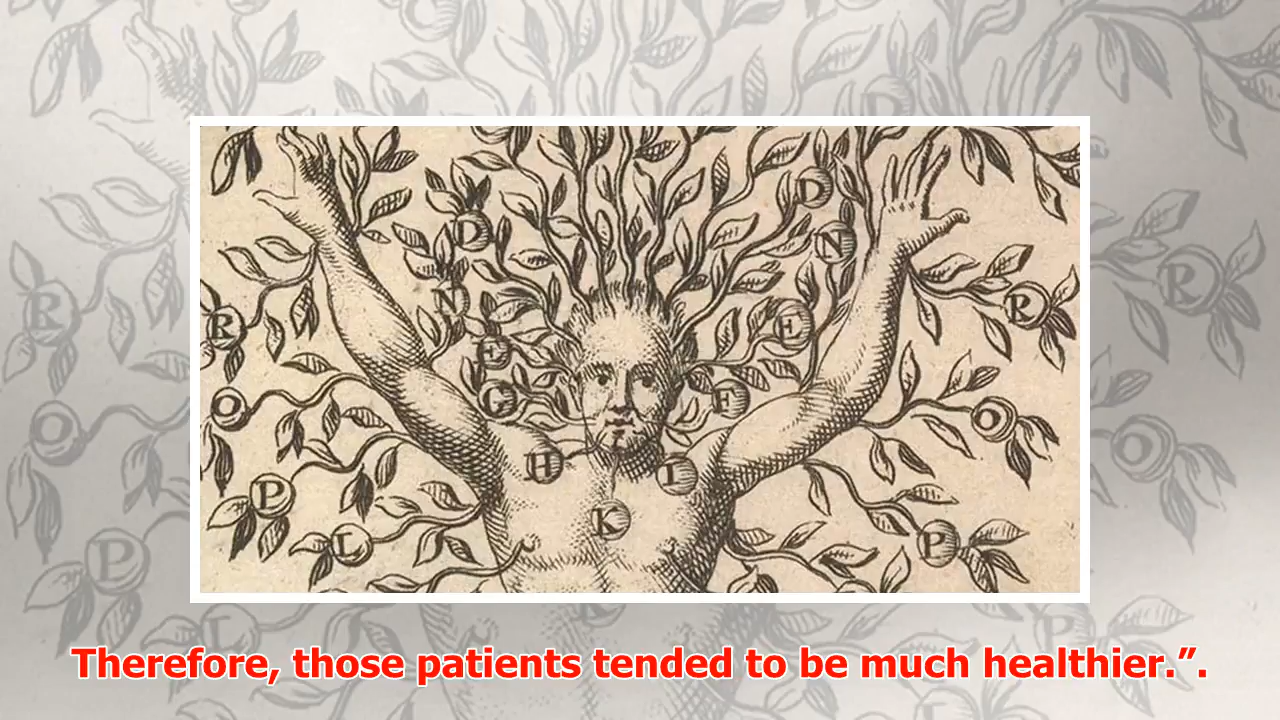 D
D
N
N
R
E
R
E
O
G
F
O
H
I
K
P
L
P
Therefore, those patients tended to be much healthier.”.